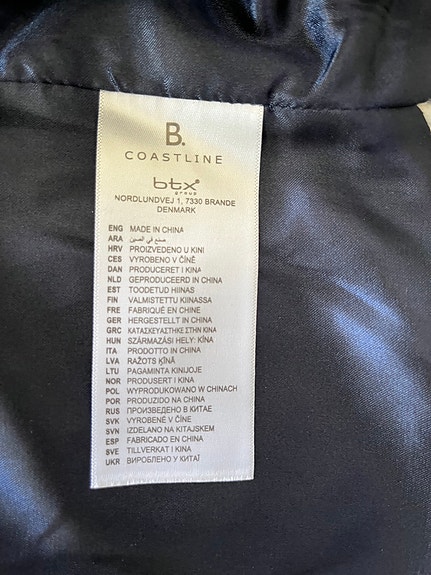 B.
COASTLINE
btx
group
NORDLUNDVEJ 1, 7330 BRANDE
DENMARK
ENG MADE IN CHINA
ARA صنع في الصين
HRV PROIZVEDENO U KINI
CES VYROBENO V ČÍNĚ
DAN PRODUCERET I KINA
NLD GEPRODUCEERD IN CHINA
EST TOODETUD HIINAS
FIN VALMISTETTU KIINASSA
FRE FABRIQUÉ EN CHINE
GER HERGESTELLT IN CHINA
GRC ΚΑΤΑΣΚΕΥΑΣΤΗΚΕ ΣΤΗΝ ΚΙΝΑ
HUN SZÁRMAZÁSI HELY: KÍNA
ITA PRODOTTO IN CHINA
LVA RAŽOTS ĶĪNĀ
LTU PAGAMINTA KINIJOJE
NOR PRODUSERT I KINA
POL WYPRODUKOWANO W CHINACH
POR PRODUZIDO NA CHINA
RUS ПРОИЗВЕДЕНО В КИТАЕ
SVK VYROBENÉ V ČÍNE
SVN IZDELANO NA KITAJSKEM
ESP FABRICADO EN CHINA
SVE TILLVERKAT I KINA
UKR ВИРОБЛЕНО У КИТАЇ